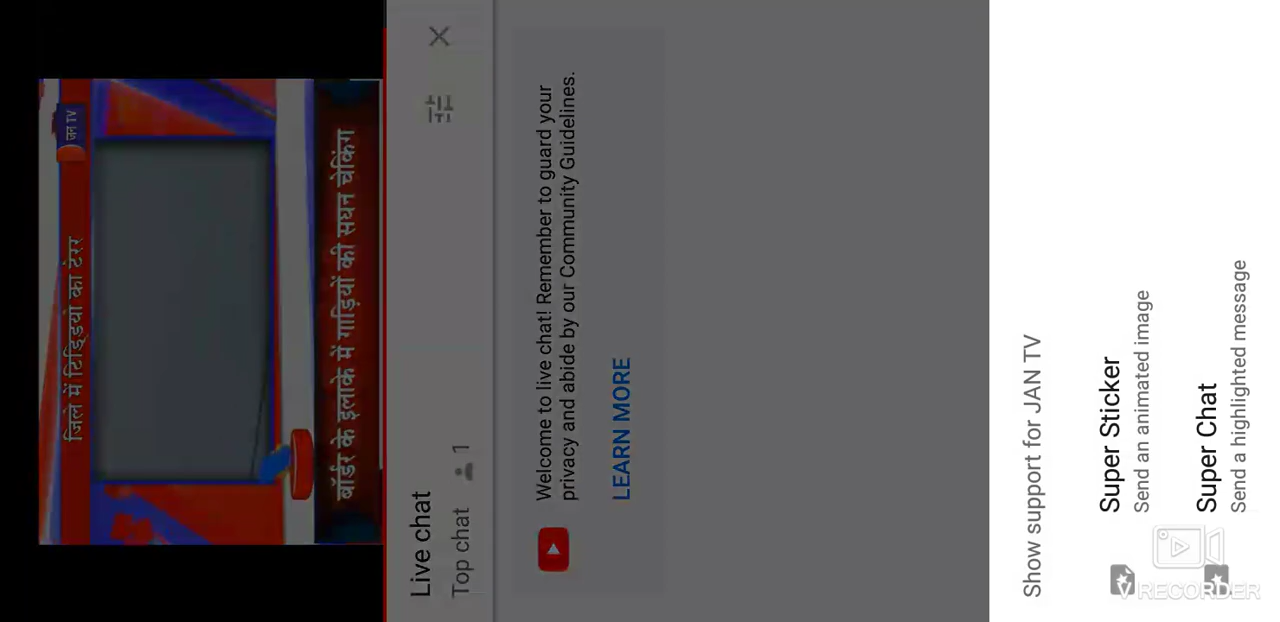 जन TV
जिले में टिड्डियों का टेरर
बॉर्डर के इलाके में गाड़ियों की सघन चेकिंग
Live chat
Top chat 1
Welcome to live chat! Remember to guard your
privacy and abide by our Community Guidelines.
LEARN MORE
Show support for JAN TV
Super Sticker
Send an animated image
Super Chat
Send a highlighted message
V RECORDER